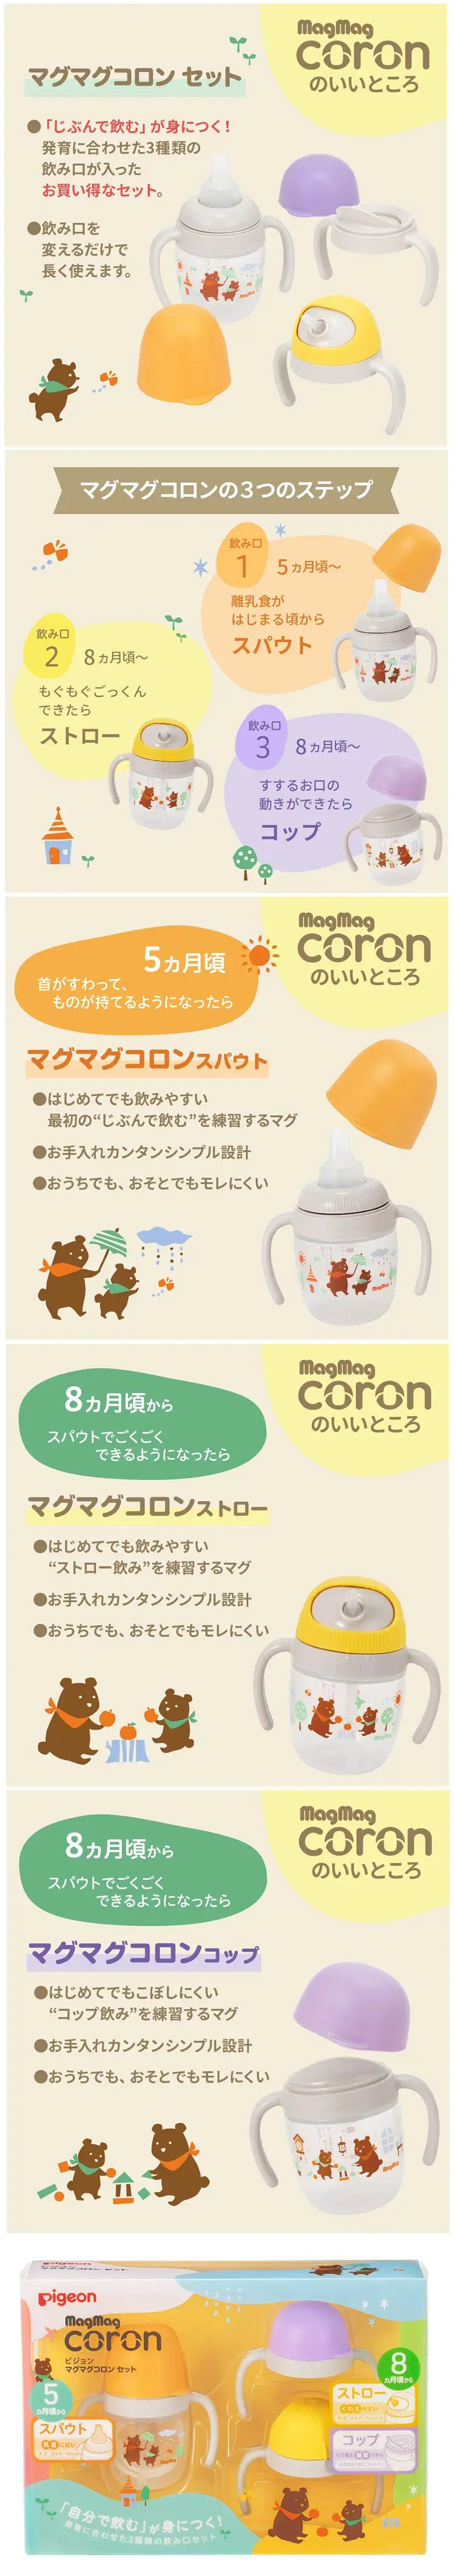 MagMag
coron
のいいところ
マグマグコロン セット
●「じぶんで飲む」が身につく!
発育に合わせた3種類の
飲み口が入った
お買い得なセット。
●飲み口を
変えるだけで
長く使えます。
マグマグコロンの3つのステップ
飲み口
1
5ヵ月頃～
離乳食が
はじまる頃から
スパウト
飲み口
2
8ヵ月頃～
もぐもぐごっくん
できたら
ストロー
飲み口
3
8ヵ月頃～
すするお口の
動きができたら
コップ
MagMag
coron
のいいところ
5ヵ月頃
首がすわって、
ものが持てるようになったら
マグマグコロンスパウト
●はじめてでも飲みやすい
最初の“じぶんで飲む”を練習するマグ
●お手入れカンタンシンプル設計
●おうちでも、おそとでもモレにくい
MagMag
coron
のいいところ
8ヵ月頃から
スパウトでごくごく
できるようになったら
マグマグコロンストロー
●はじめてでも飲みやすい
“ストロー飲み”を練習するマグ
●お手入れカンタンシンプル設計
●おうちでも、おそとでもモレにくい
MagMag
coron
のいいところ
8ヵ月頃から
スパウトでごくごく
できるようになったら
マグマグコロンコップ
●はじめてでもこぼしにくい
“コップ飲み”を練習するマグ
●お手入れカンタンシンプル設計
●おうちでも、おそとでもモレにくい
マグマグコロン セット
Pigeon
MagMag
coron
ピジョン
マグマグコロン セット
5
ヵ月頃から
スパウト
8
ヵ月頃から
ストロー
コップ
「自分で飲む」が身につく!
発育に合わせた3種類の飲み口セット